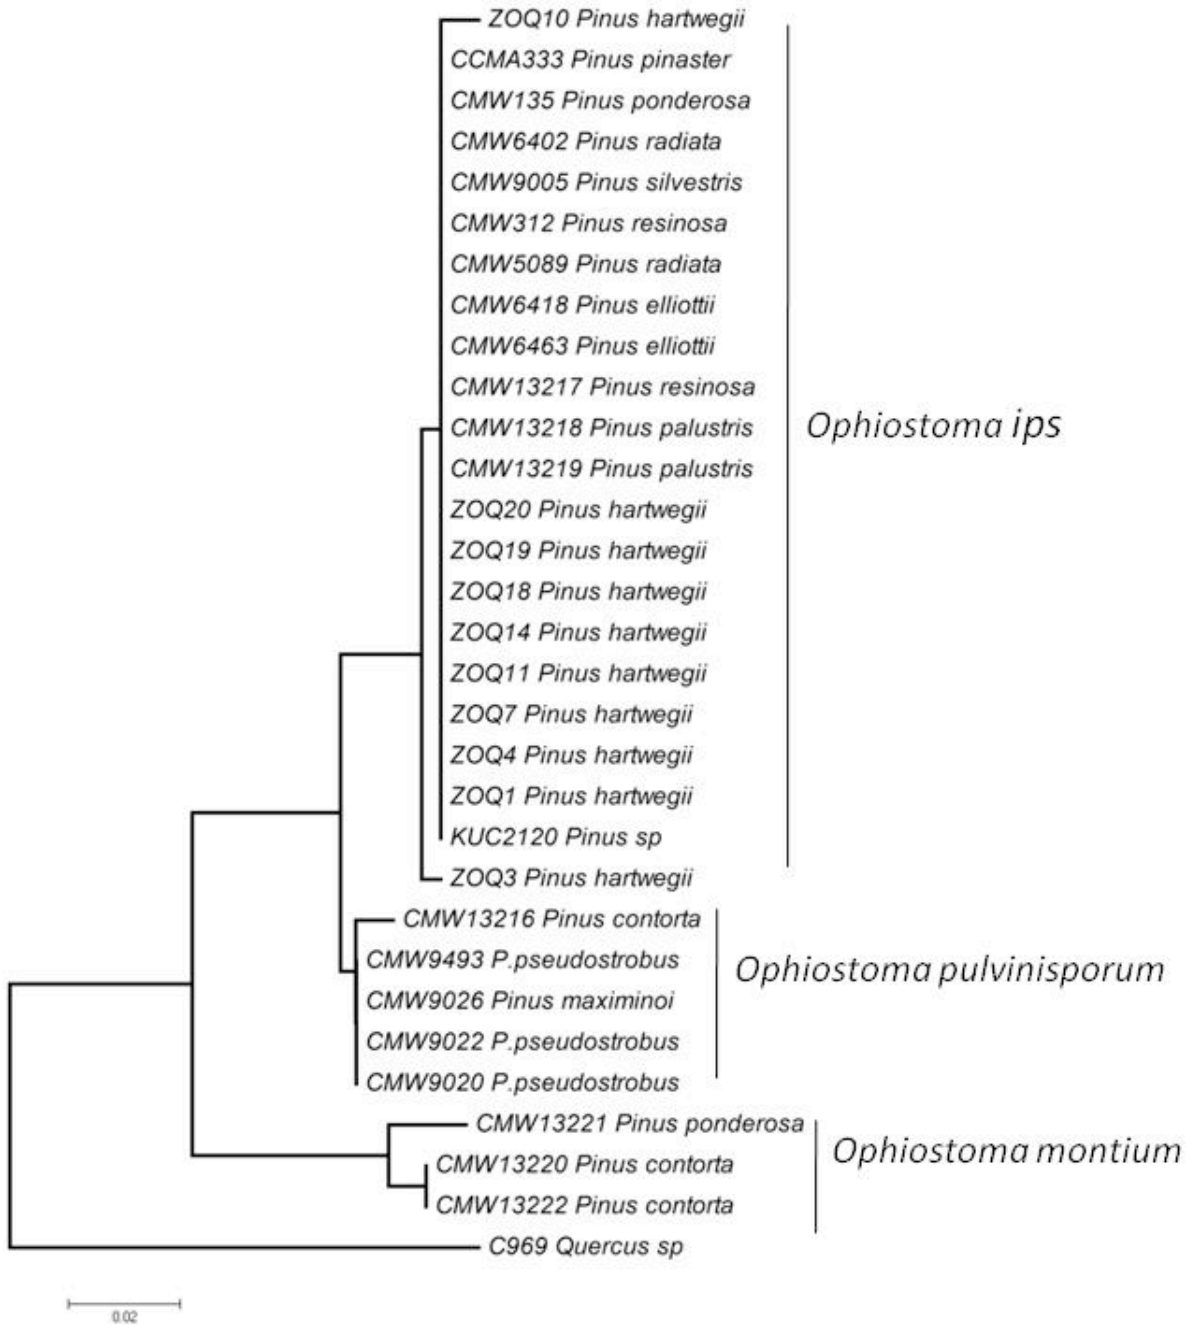 ZOQ10 Pinus hartwegii
CCMA333 Pinus pinaster
CMW135 Pinus ponderosa
CMW6402 Pinus radiata
CMW9005 Pinus silvestris
CMW312 Pinus resinosa
CMW5089 Pinus radiata
CMW6418 Pinus elliottii
CMW6463 Pinus elliottii
CMW13217 Pinus resinosa
CMW13218 Pinus palustris
CMW13219 Pinus palustris
ZOQ20 Pinus hartwegii
ZOQ19 Pinus hartwegii
ZOQ18 Pinus hartwegii
ZOQ14 Pinus hartwegii
ZOQ11 Pinus hartwegii
ZOQ7 Pinus hartwegii
ZOQ4 Pinus hartwegii
ZOQ1 Pinus hartwegii
KUC2120 Pinus sp
ZOQ3 Pinus hartwegii
Ophiostoma ips
CMW13216 Pinus contorta
CMW9493 P.pseudostrobus
CMW9026 Pinus maximinoi
CMW9022 P.pseudostrobus
CMW9020 P.pseudostrobus
Ophiostoma pulvinisporum
CMW13221 Pinus ponderosa
CMW13220 Pinus contorta
CMW13222 Pinus contorta
Ophiostoma montium
C969 Quercus sp
0.02